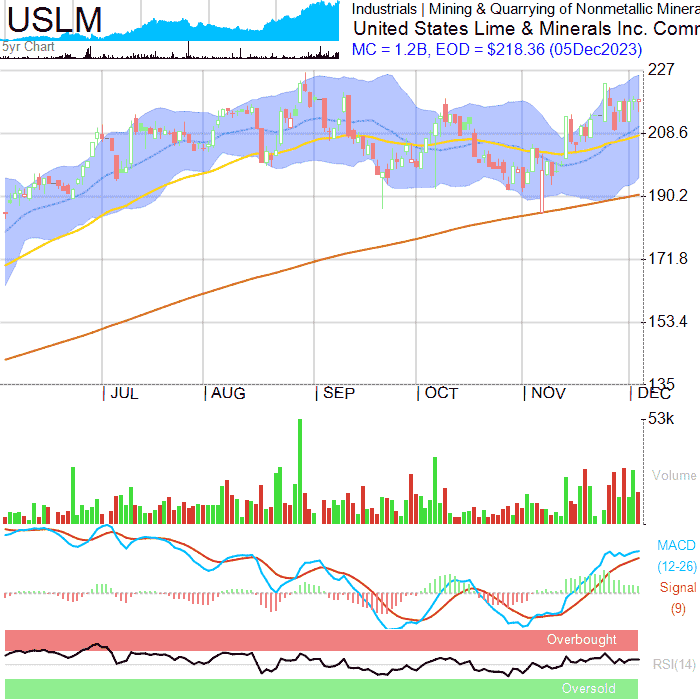 USLM
5yr Chart
Industrials | Mining & Quarrying of Nonmetallic Minera
United States Lime & Minerals Inc. Comm
MC = 1.2B, EOD = $218.36 (05Dec2023)
227
208.6
190.2
171.8
153.4
135
JUL AUG SEP OCT NOV DEC
53k
Volume
MACD
(12-26)
Signal
(9)
Overbought
RSI(14)
Oversold